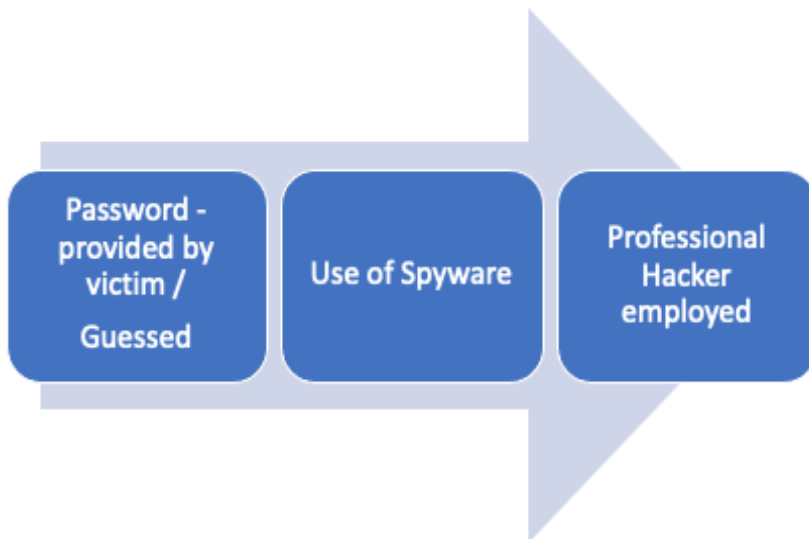 Password -
provided by
victim /
Guessed
Use of Spyware
Professional
Hacker
employed